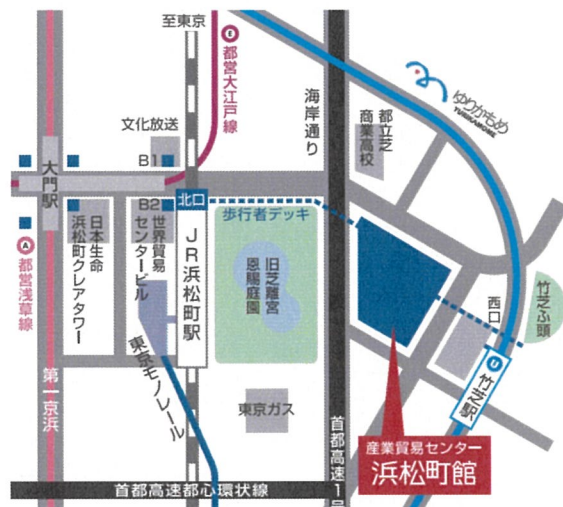 至東京
E
都営大江戸線
文化放送
海岸通り
都立芝
商業高校
ゆりかもめ
YURIKAMOME
大門駅
B1
B2
北口
歩行者デッキ
日本生命
浜松町クレアタワー
世界貿易
センタービル
JR浜松町駅
旧芝離宮
恩賜庭園
A
都営浅草線
西口
竹芝ふ頭
U
竹芝駅
第一京浜
東京モノレール
東京ガス
首都高速1号
産業貿易センター
浜松町館
首都高速都心環状線